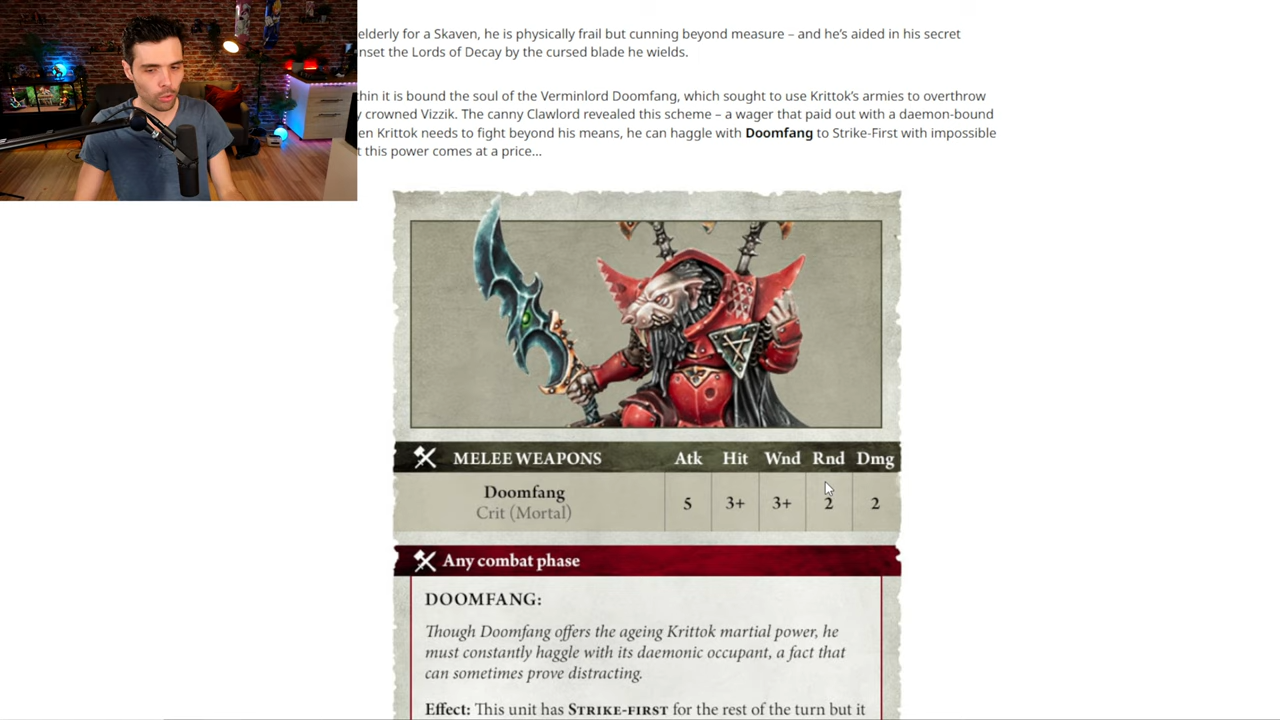 elderly for a Skaven, he is physically frail but cunning beyond measure – and he's aided in his secret
nset the Lords of Decay by the cursed blade he wields.
thin it is bound the soul of the Verminlord Doomfang, which sought to use Krittok's armies to overthrow
y crowned Vizzik. The canny Clawlord revealed this scheme – a wager that paid out with a daemon-bound
en Krittok needs to fight beyond his means, he can haggle with Doomfang to Strike-First with impossible
t this power comes at a price...
MELEE WEAPONS Atk Hit Wnd Rnd Dmg
Doomfang
Crit (Mortal)
5 3+ 3+ 2 2
Any combat phase
DOOMFANG:
Though Doomfang offers the ageing Krittok martial power, he
must constantly haggle with its daemonic occupant, a fact that
can sometimes prove distracting.
Effect: This unit has STRIKE-FIRST for the rest of the turn but it